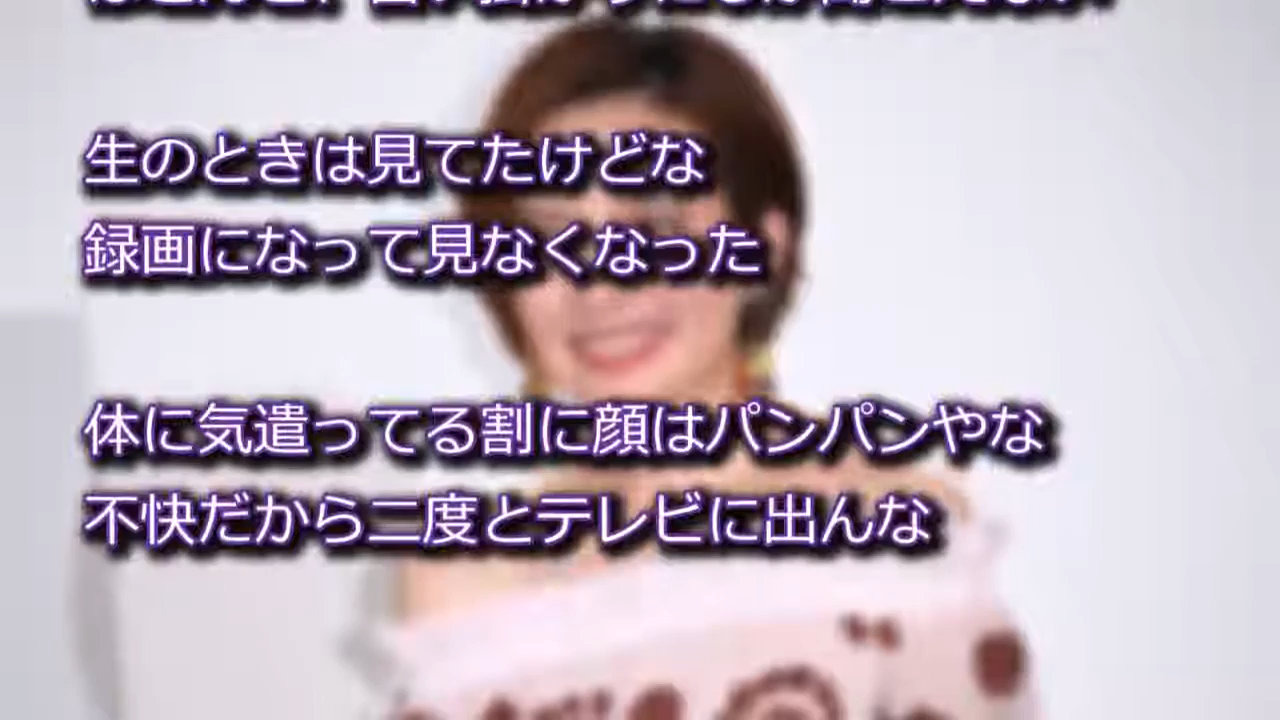 生のときは見てたけどな
録画になって見なくなった
体に気遣ってる割に顔はパンパンやな
不快だから二度とテレビに出んな